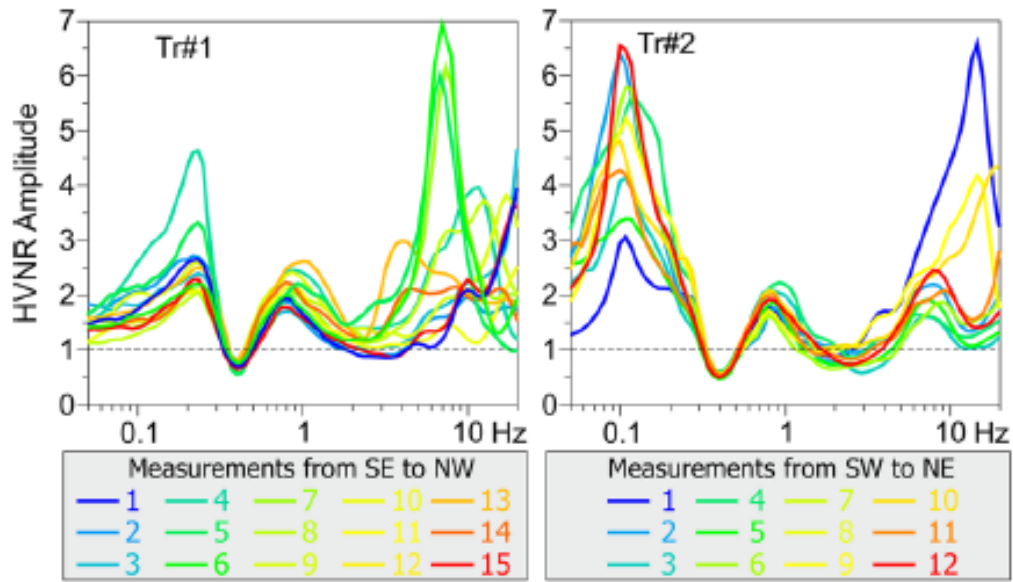 HVNR Amplitude
7
6
5
4
3
2
1
0
Tr#1
0.1 1 10 Hz
7
6
5
4
3
2
1
0
Tr#2
0.1 1 10 Hz
Measurements from SE to NW
1 4 7 10 13
2 5 8 11 14
3 6 9 12 15
Measurements from SW to NE
1 4 7 10
2 5 8 11
3 6 9 12